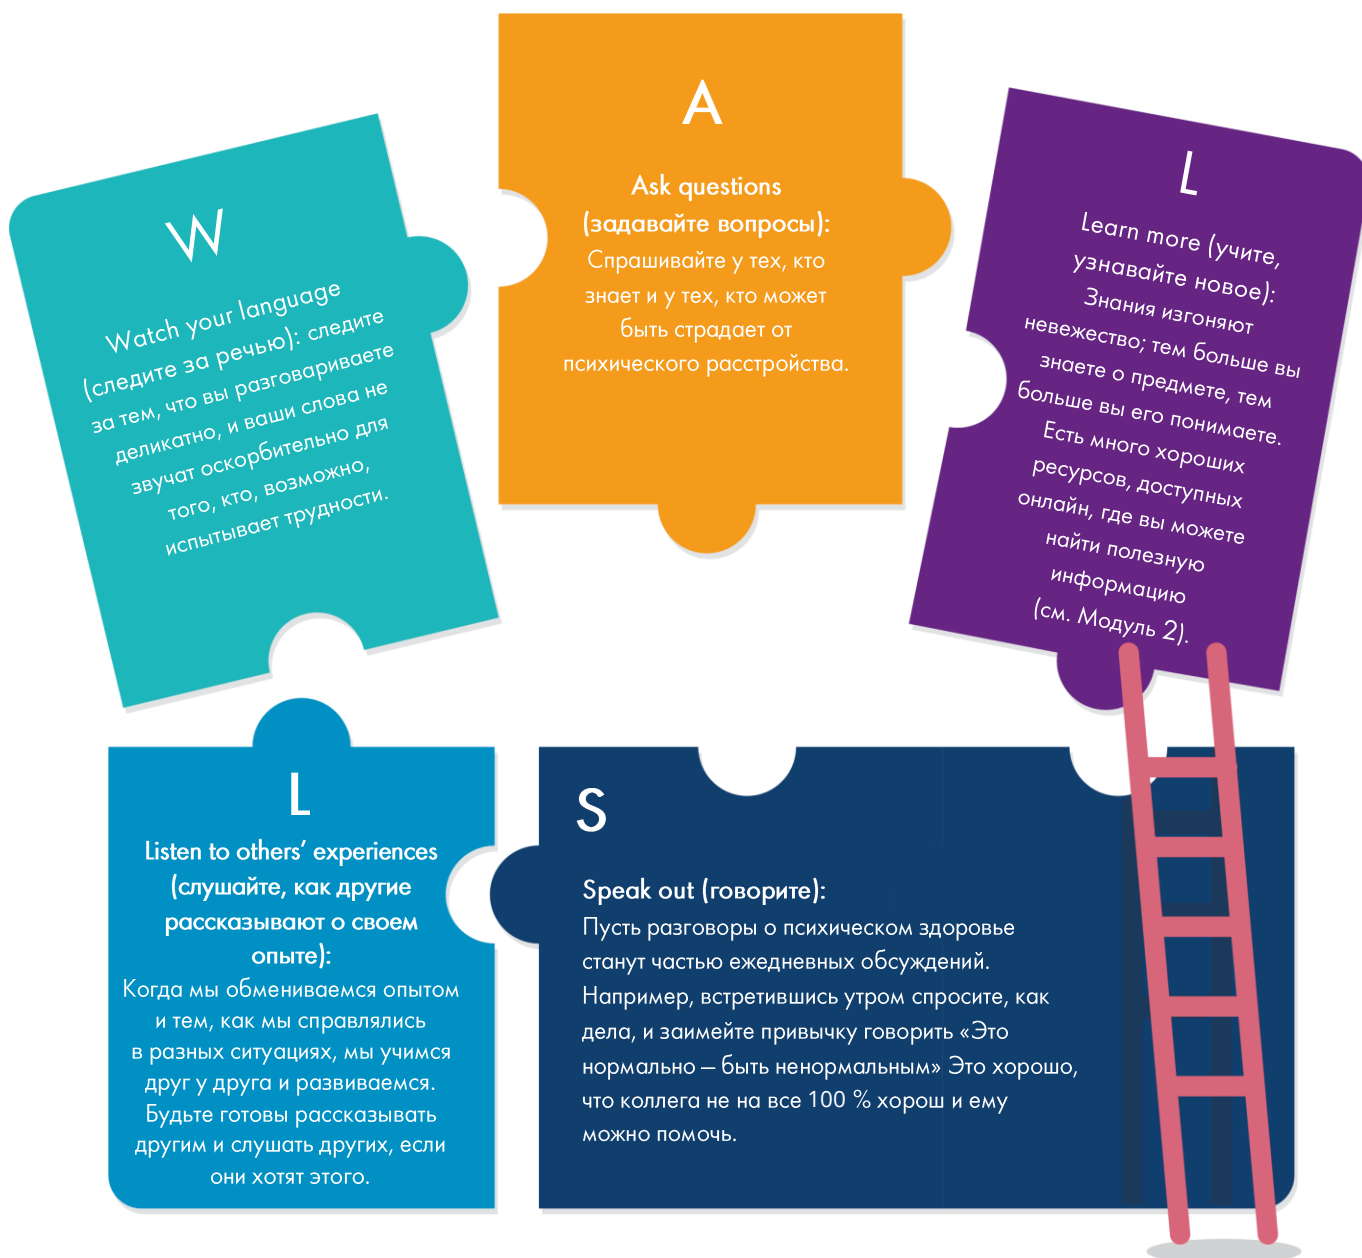 W
Watch your language
(следите за речью): следите
за тем, что вы разговариваете
деликатно, и ваши слова не
звучат оскорбительно для
того, кто, возможно,
испытывает трудности.
A
Ask questions
(задавайте вопросы):
Спрашивайте у тех, кто
знает и у тех, кто может
быть страдает от
психического расстройства.
L
Learn more (учите,
узнавайте новое):
Знания изгоняют
невежество; тем больше вы
знаете о предмете, тем
больше вы его понимаете.
Есть много хороших
ресурсов, доступных
онлайн, где вы можете
найти полезную
информацию
(см. Модуль 2).
L
Listen to others’ experiences
(слушайте, как другие
рассказывают о своем
опыте):
Когда мы обмениваемся опытом
и тем, как мы справлялись
в разных ситуациях, мы учимся
друг у друга и развиваемся.
Будьте готовы рассказывать
другим и слушать других, если
они хотят этого.
S
Speak out (говорите):
Пусть разговоры о психическом здоровье
станут частью ежедневных обсуждений.
Например, встретившись утром спросите, как
дела, и заимейте привычку говорить «Это
нормально – быть ненормальным» Это хорошо,
что коллега не на все 100 % хорош и ему
можно помочь.